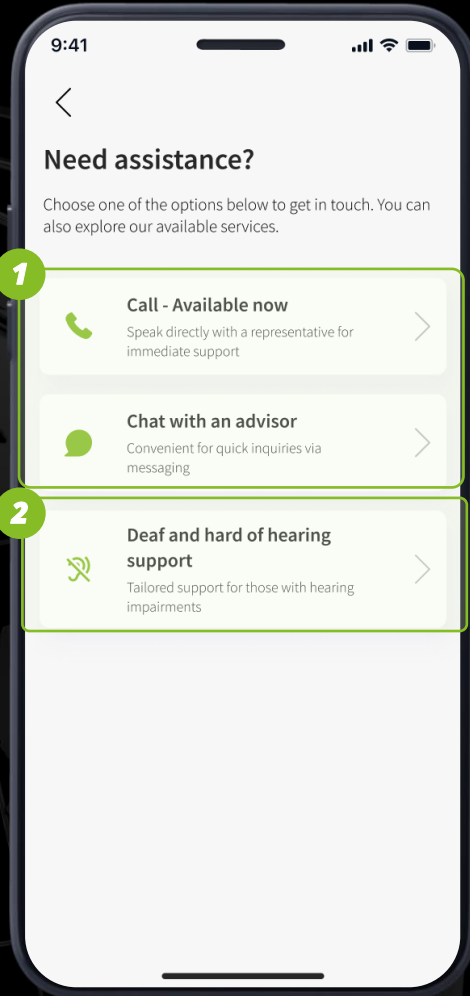 9:41
Need assistance?
Choose one of the options below to get in touch. You can
also explore our available services.
1
Call - Available now
Speak directly with a representative for
immediate support
Chat with an advisor
Convenient for quick inquiries via
messaging
2
Deaf and hard of hearing
support
Tailored support for those with hearing
impairments